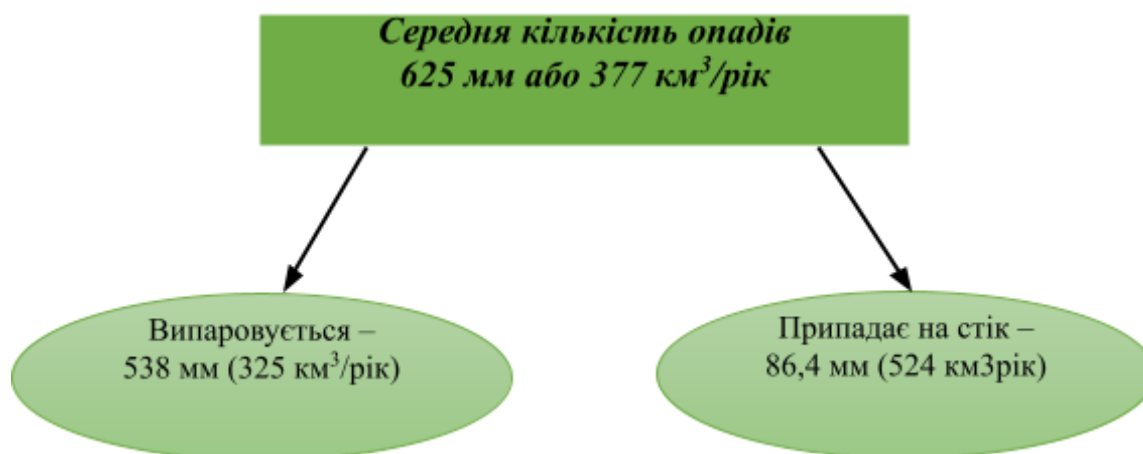 Середня кількість опадів
625 мм або 377 км³/рік
Випаровується –
538 мм (325 км³/рік)
Припадає на стік –
86,4 мм (524 км3рік)